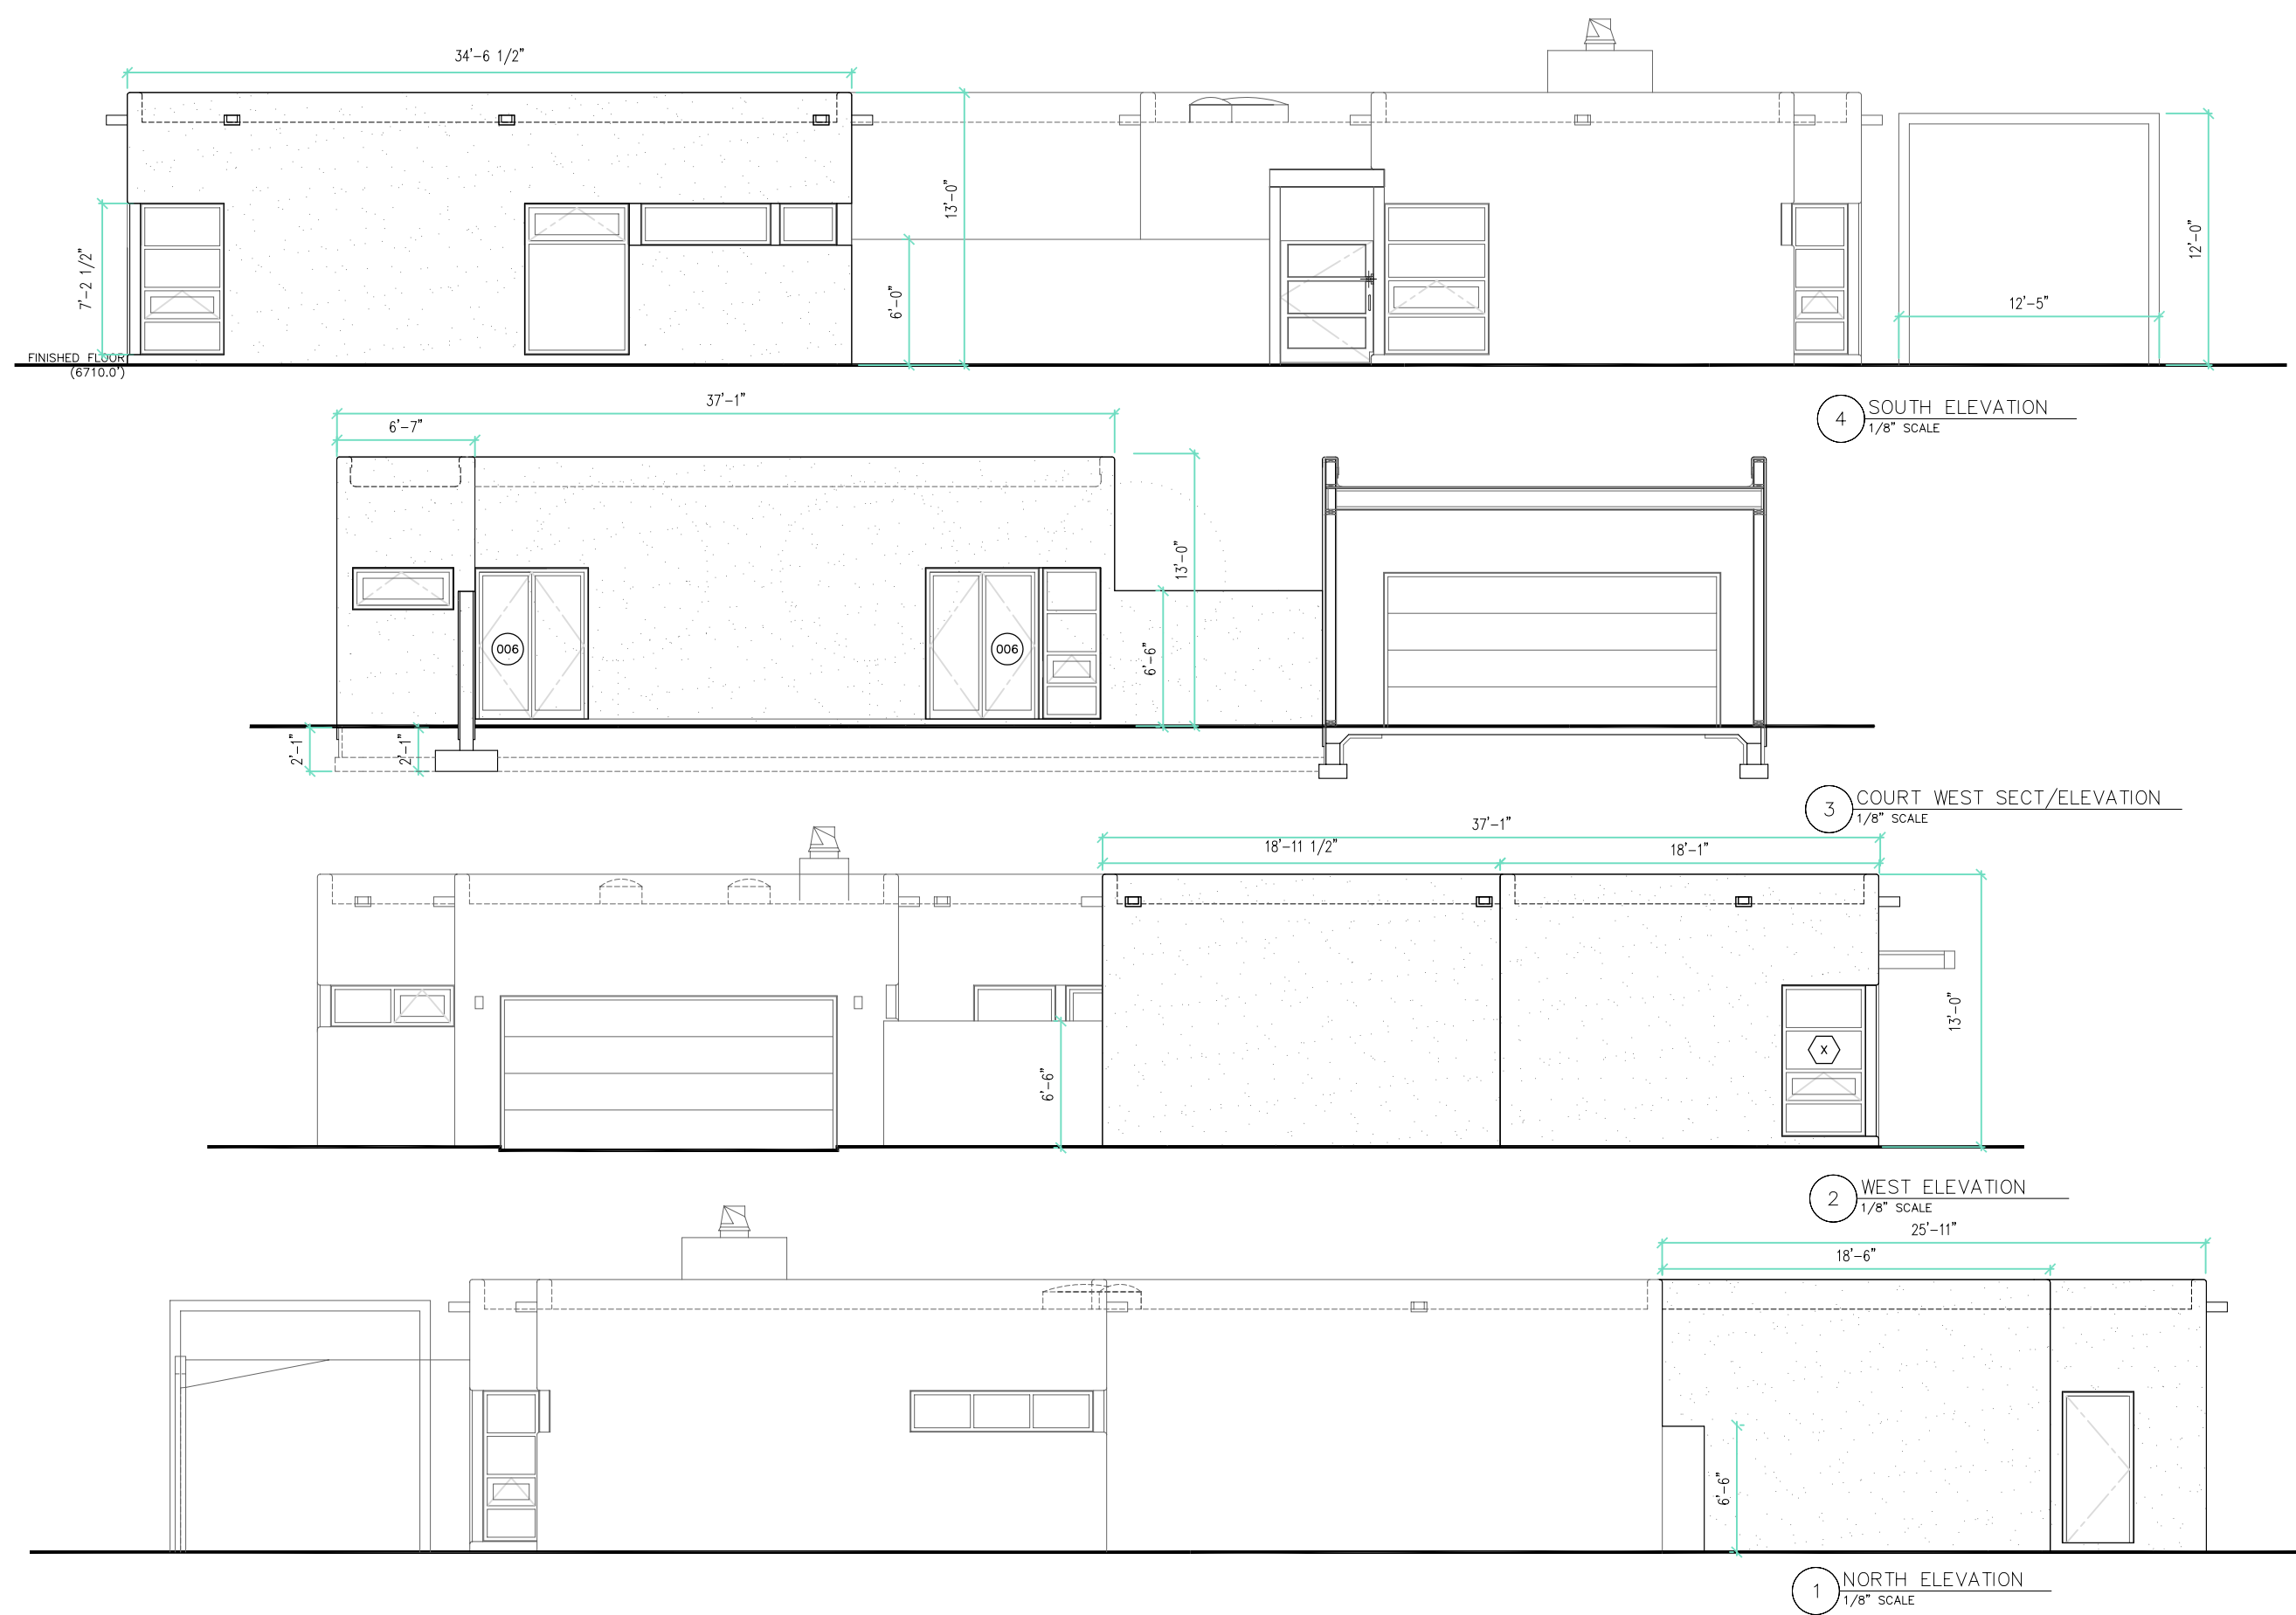 34'-6 1/2"
13'-0"
7'-2 1/2"
6'-0"
12'-0"
12'-5"
FINISHED FLOOR
(6710.0')
4
SOUTH ELEVATION
1/8" SCALE
37'-1"
6'-7"
13'-0"
6'-6"
006
006
2'-1"
2'-1"
3
COURT WEST SECT/ELEVATION
1/8" SCALE
37'-1"
18'-11 1/2"
18'-1"
13'-0"
6'-6"
X
2
WEST ELEVATION
1/8" SCALE
25'-11"
18'-6"
6'-6"
1
NORTH ELEVATION
1/8" SCALE